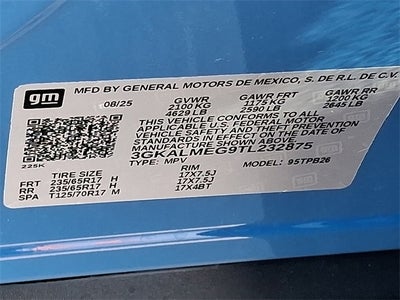 gm
MFD BY GENERAL MOTORS DE MEXICO, S. DE R.L. DE C.V.
08/25 GVWR GAWR FRT GAWR RR
2100 KG 1175 KG 1200 KG
4629 LB 2590 LB 2645 LB
THIS VEHICLE CONFORMS TO ALL
APPLICABLE U.S. FEDERAL MOTOR
VEHICLE SAFETY AND THEFT PREVENTION
STANDARDS IN EFFECT ON THE DATE OF
MANUFACTURE SHOWN ABOVE.
3GKALMEG9TL232875
TYPE: MPV MODEL: 95TPB26
225K
TIRE SIZE RIM
FRT 235/65R17 H 17X7.5J
RR 235/65R17 H 17X7.5J
SPA T125/70R17 M 17X4BT